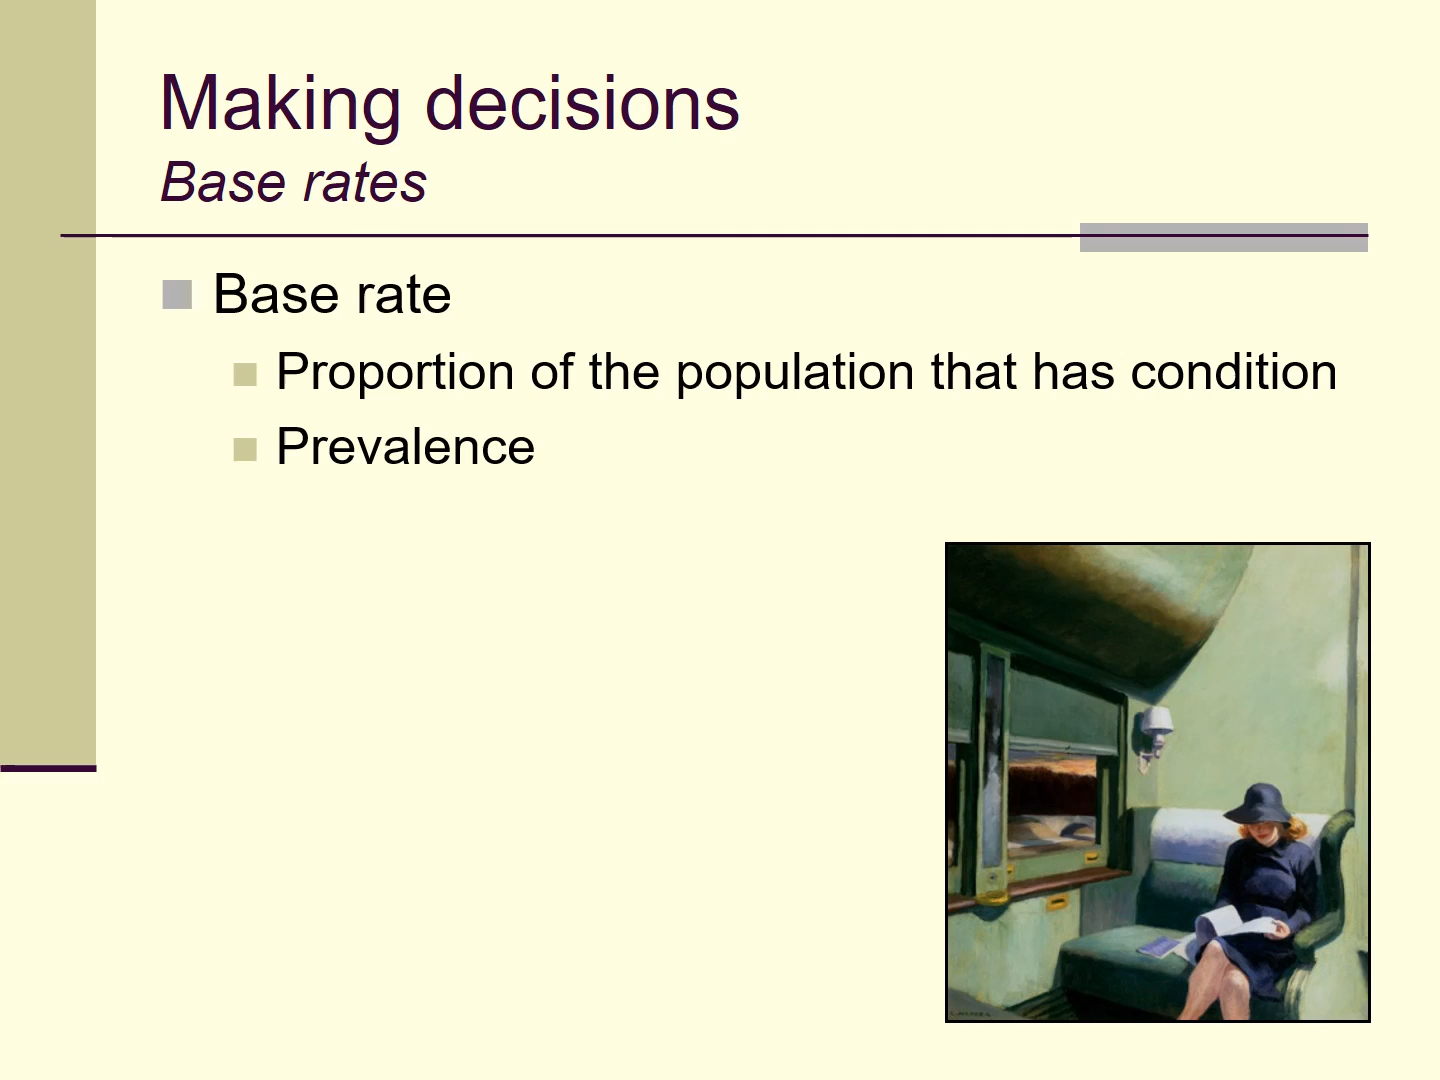 Making decisions
Base rates
Base rate
Proportion of the population that has condition
Prevalence